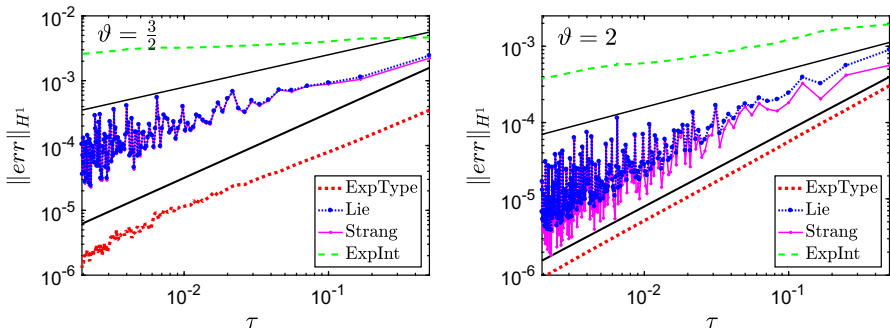 10^{-2}
10^{-3}
10^{-4}
10^{-5}
10^{-6}
‖err‖_{H^1}
ϑ = 3/2
ExpType
Lie
Strang
ExpInt
10^{-2}
10^{-1}
τ
10^{-3}
10^{-4}
10^{-5}
10^{-6}
‖err‖_{H^1}
ϑ = 2
ExpType
Lie
Strang
ExpInt
10^{-2}
10^{-1}
τ